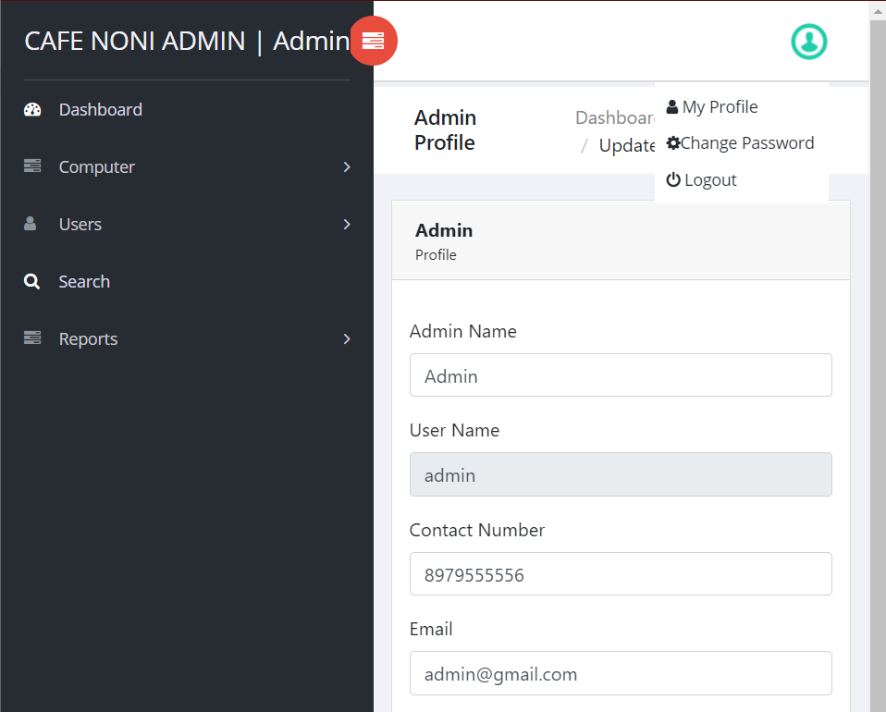 CAFE NONI ADMIN | Admin
Dashboard
Computer
Users
Search
Reports
My Profile
Change Password
Logout
Admin
Profile
Dashboar
/ Update
Admin
Profile
Admin Name
Admin
User Name
admin
Contact Number
8979555556
Email
admin@gmail.com